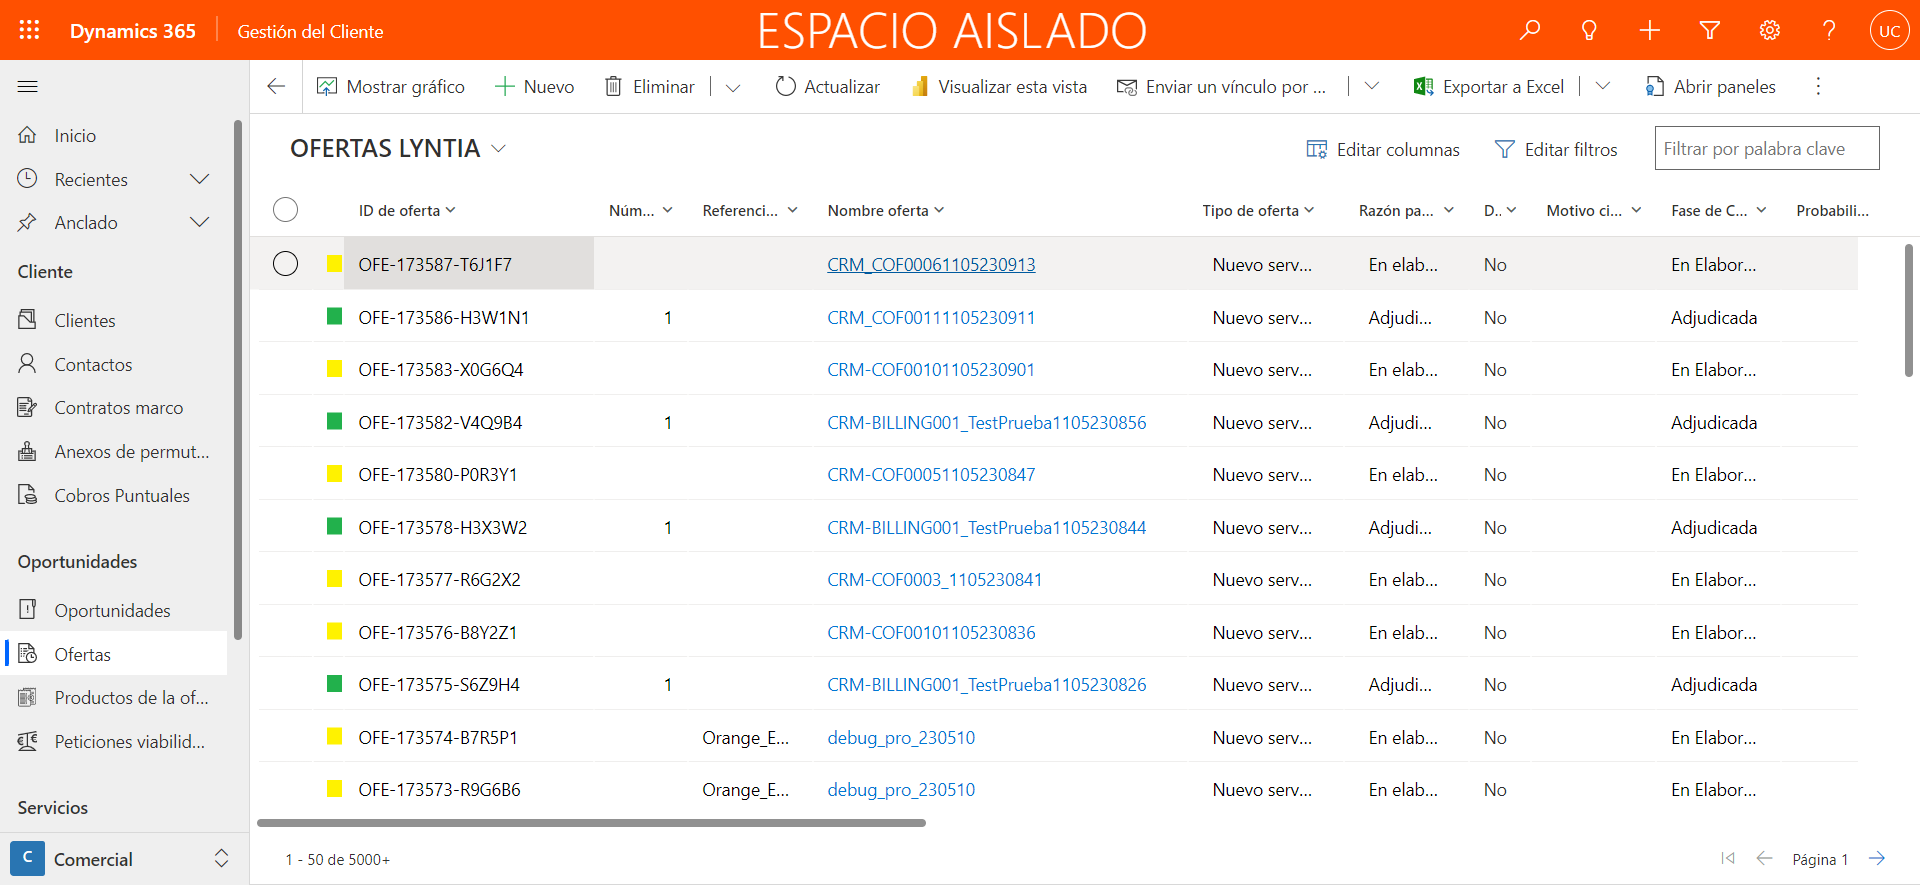 Dynamics 365
Gestión del Cliente
ESPACIO AISLADO
UC
Mostrar gráfico
Nuevo
Eliminar
Actualizar
Visualizar esta vista
Enviar un vínculo por ...
Exportar a Excel
Abrir paneles
Inicio
Recientes
Anclado
Cliente
Clientes
Contactos
Contratos marco
Anexos de permut...
Cobros Puntuales
Oportunidades
Oportunidades
Ofertas
Productos de la of...
Peticiones viabilid...
Servicios
C Comercial
OFERTAS LYNTIA
Editar columnas
Editar filtros
Filtrar por palabra clave
ID de oferta Núm... Referenci... Nombre oferta Tipo de oferta Razón pa... D.. Motivo ci... Fase de C... Probabili...
OFE-173587-T6J1F7 CRM_COF00061105230913 Nuevo serv... En elab... No En Elabor...
OFE-173586-H3W1N1 1 CRM_COF00111105230911 Nuevo serv... Adjudi... No Adjudicada
OFE-173583-X0G6Q4 CRM-COF00101105230901 Nuevo serv... En elab... No En Elabor...
OFE-173582-V4Q9B4 1 CRM-BILLING001_TestPrueba1105230856 Nuevo serv... Adjudi... No Adjudicada
OFE-173580-P0R3Y1 CRM-COF00051105230847 Nuevo serv... En elab... No En Elabor...
OFE-173578-H3X3W2 1 CRM-BILLING001_TestPrueba1105230844 Nuevo serv... Adjudi... No Adjudicada
OFE-173577-R6G2X2 CRM-COF0003_1105230841 Nuevo serv... En elab... No En Elabor...
OFE-173576-B8Y2Z1 CRM-COF00101105230836 Nuevo serv... En elab... No En Elabor...
OFE-173575-S6Z9H4 1 CRM-BILLING001_TestPrueba1105230826 Nuevo serv... Adjudi... No Adjudicada
OFE-173574-B7R5P1 Orange_E... debug_pro_230510 Nuevo serv... En elab... No En Elabor...
OFE-173573-R9G6B6 Orange_E... debug_pro_230510 Nuevo serv... En elab... No En Elabor...
1 - 50 de 5000+
Página 1